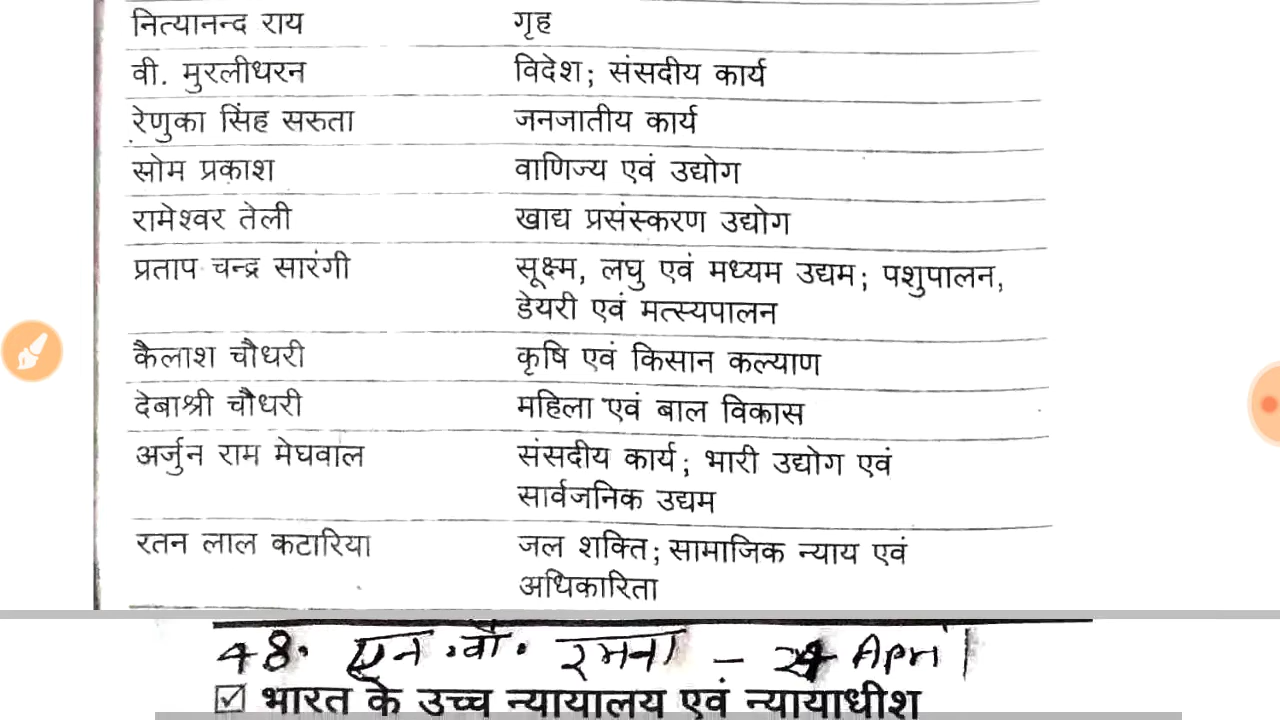 नित्यानन्द राय गृह
वी. मुरलीधरन विदेश; संसदीय कार्य
रेणुका सिंह सरुता जनजातीय कार्य
सोम प्रकाश वाणिज्य एवं उद्योग
रामेश्वर तेली खाद्य प्रसंस्करण उद्योग
प्रताप चन्द्र सारंगी सूक्ष्म, लघु एवं मध्यम उद्यम; पशुपालन,
डेयरी एवं मत्स्यपालन
कैलाश चौधरी कृषि एवं किसान कल्याण
देबाश्री चौधरी महिला एवं बाल विकास
अर्जुन राम मेघवाल संसदीय कार्य; भारी उद्योग एवं
सार्वजनिक उद्यम
रतन लाल कटारिया जल शक्ति; सामाजिक न्याय एवं
अधिकारिता
48. एन.वी. रमना – 24 April
भारत के उच्च न्यायालय एवं न्यायाधीश